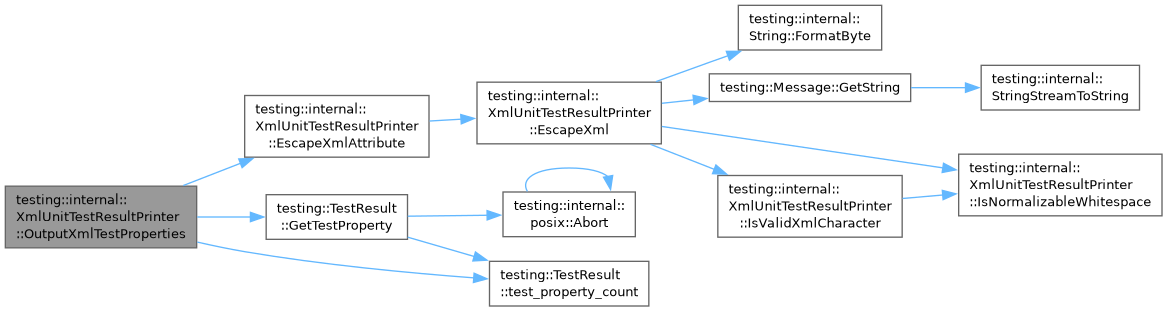 testing::internal::
XmlUnitTestResultPrinter
::OutputXmlTestProperties
testing::internal::
XmlUnitTestResultPrinter
::EscapeXmlAttribute
testing::internal::
XmlUnitTestResultPrinter
::EscapeXml
testing::internal::
String::FormatByte
testing::Message::GetString
testing::internal::
StringStreamToString
testing::internal::
XmlUnitTestResultPrinter
::IsValidXmlCharacter
testing::internal::
XmlUnitTestResultPrinter
::IsNormalizableWhitespace
testing::TestResult
::GetTestProperty
testing::internal::
posix::Abort
testing::TestResult
::test_property_count